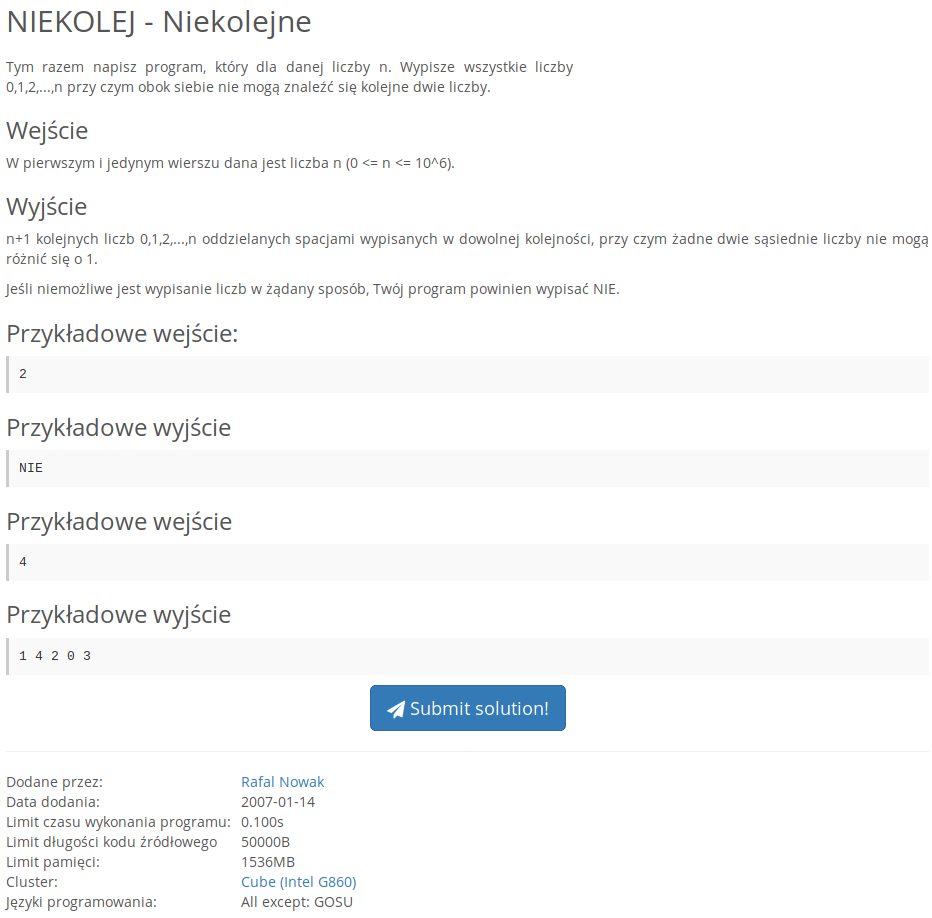 NIEKOLEJ - Niekolejne
Tym razem napisz program, który dla danej liczby n. Wypisze wszystkie liczby
0,1,2,...,n przy czym obok siebie nie mogą znaleźć się kolejne dwie liczby.
Wejście
W pierwszym i jedynym wierszu dana jest liczba n (0 <= n <= 10^6).
Wyjście
n+1 kolejnych liczb 0,1,2,...,n oddzielanych spacjami wypisanych w dowolnej kolejności, przy czym żadne dwie sąsiednie liczby nie mogą
różnić się o 1.
Jeśli niemożliwe jest wypisanie liczb w żądany sposób, Twój program powinien wypisać NIE.
Przykładowe wejście:
2
Przykładowe wyjście
NIE
Przykładowe wejście
4
Przykładowe wyjście
1 4 2 0 3
Submit solution!
Dodane przez: Rafal Nowak
Data dodania: 2007-01-14
Limit czasu wykonania programu: 0.100s
Limit długości kodu źródłowego 50000B
Limit pamięci: 1536MB
Cluster: Cube (Intel G860)
Języki programowania: All except: GOSU